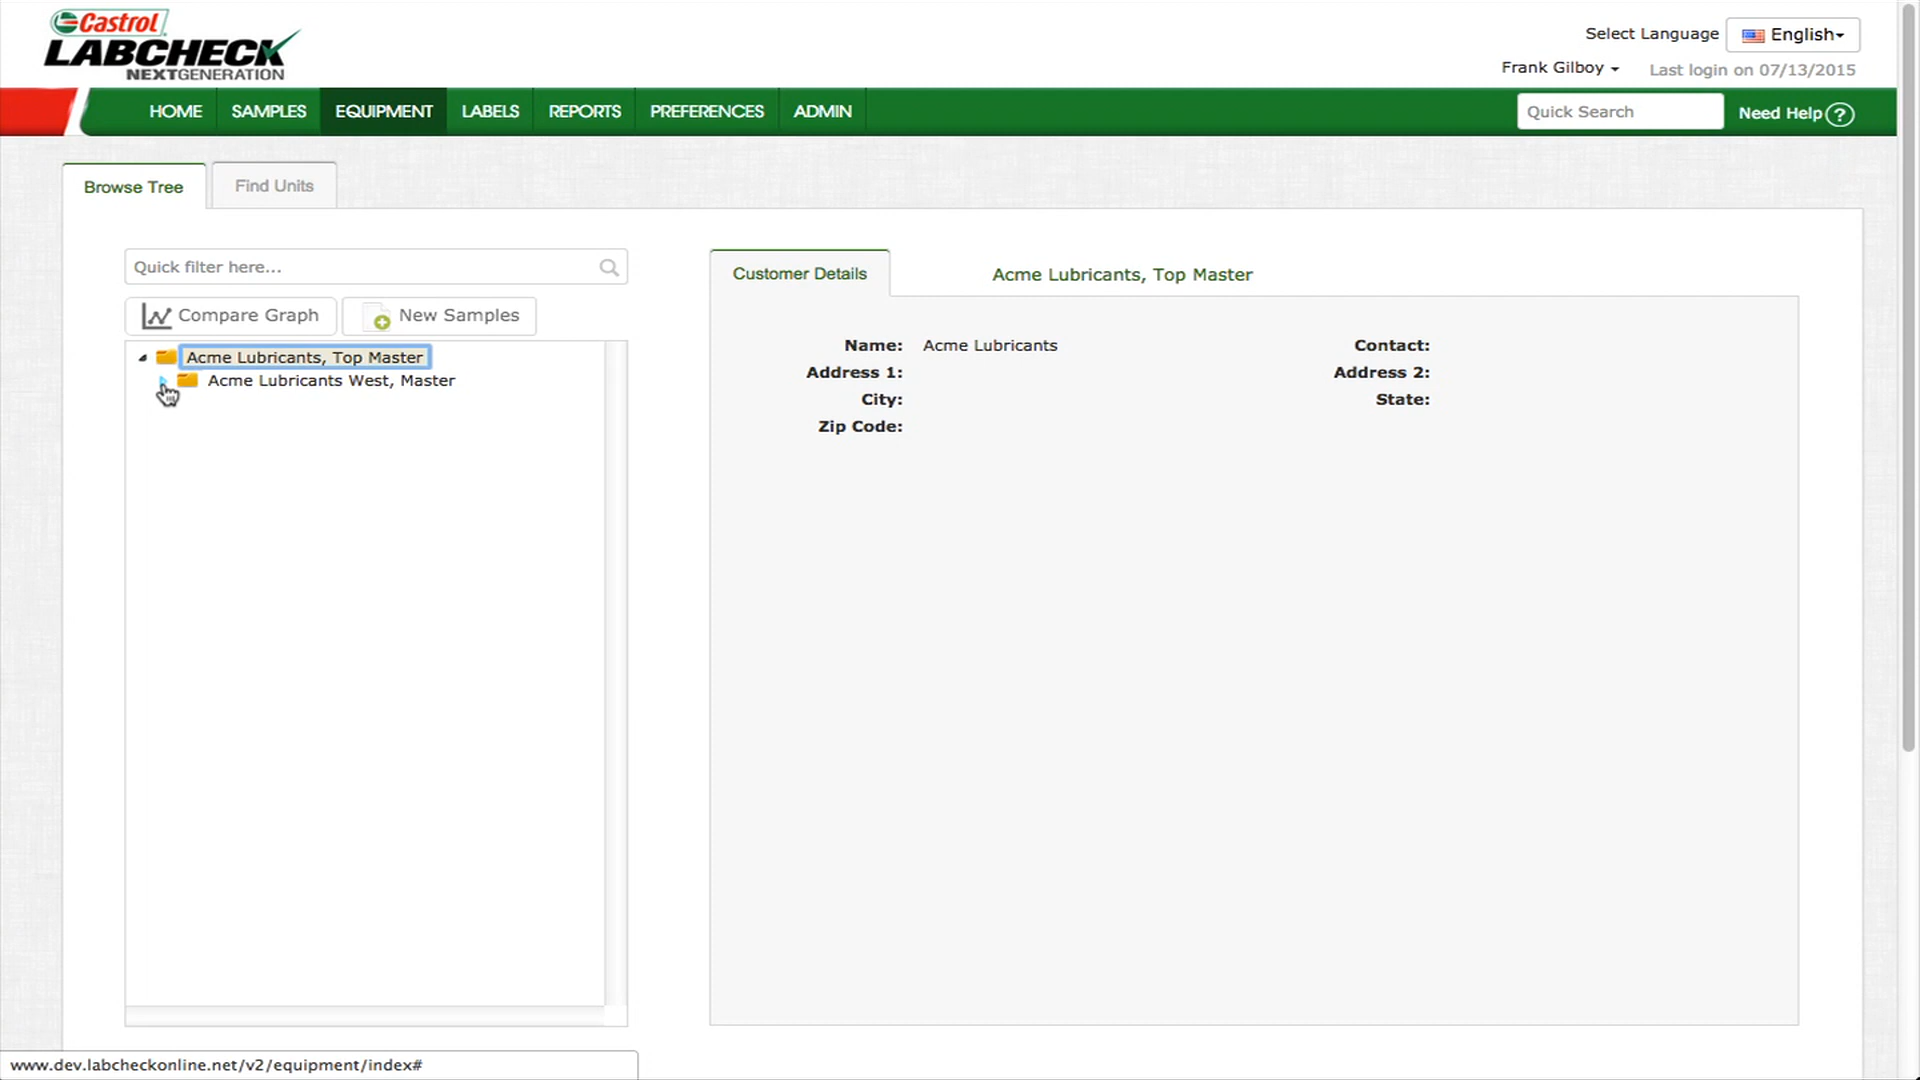 Castrol
LABCHECK
NEXTGENERATION
Select Language English
Frank Gilboy Last login on 07/13/2015
HOME SAMPLES EQUIPMENT LABELS REPORTS PREFERENCES ADMIN Quick Search Need Help ?
Browse Tree Find Units
Quick filter here...
Customer Details Acme Lubricants, Top Master
Compare Graph New Samples
Acme Lubricants, Top Master
Acme Lubricants West, Master
Name: Acme Lubricants Contact:
Address 1: Address 2:
City: State:
Zip Code:
www.dev.labcheckonline.net/v2/equipment/index#